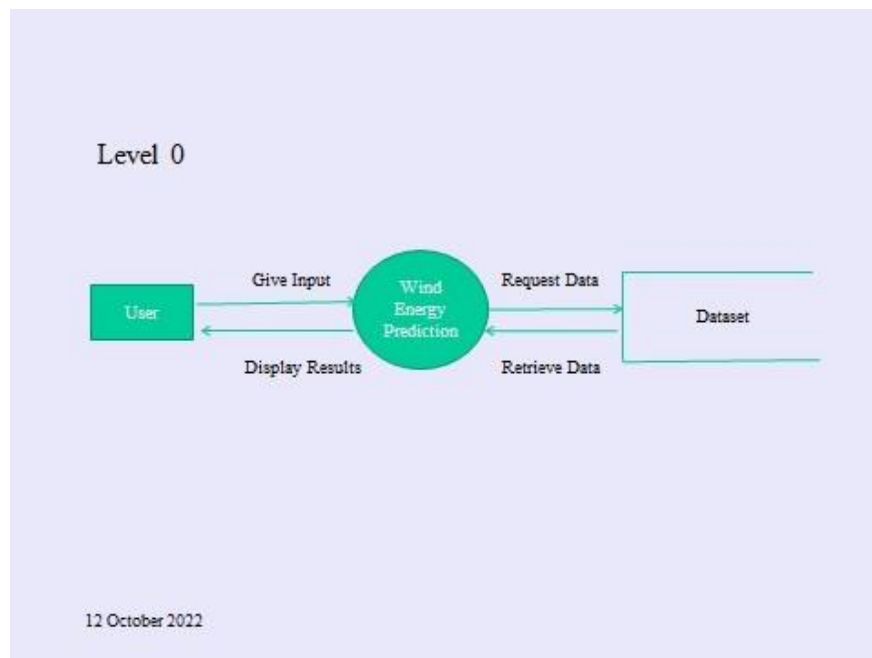 Level 0
Give Input
Request Data
User
Wind
Energy
Prediction
Dataset
Display Results
Retrieve Data
12 October 2022